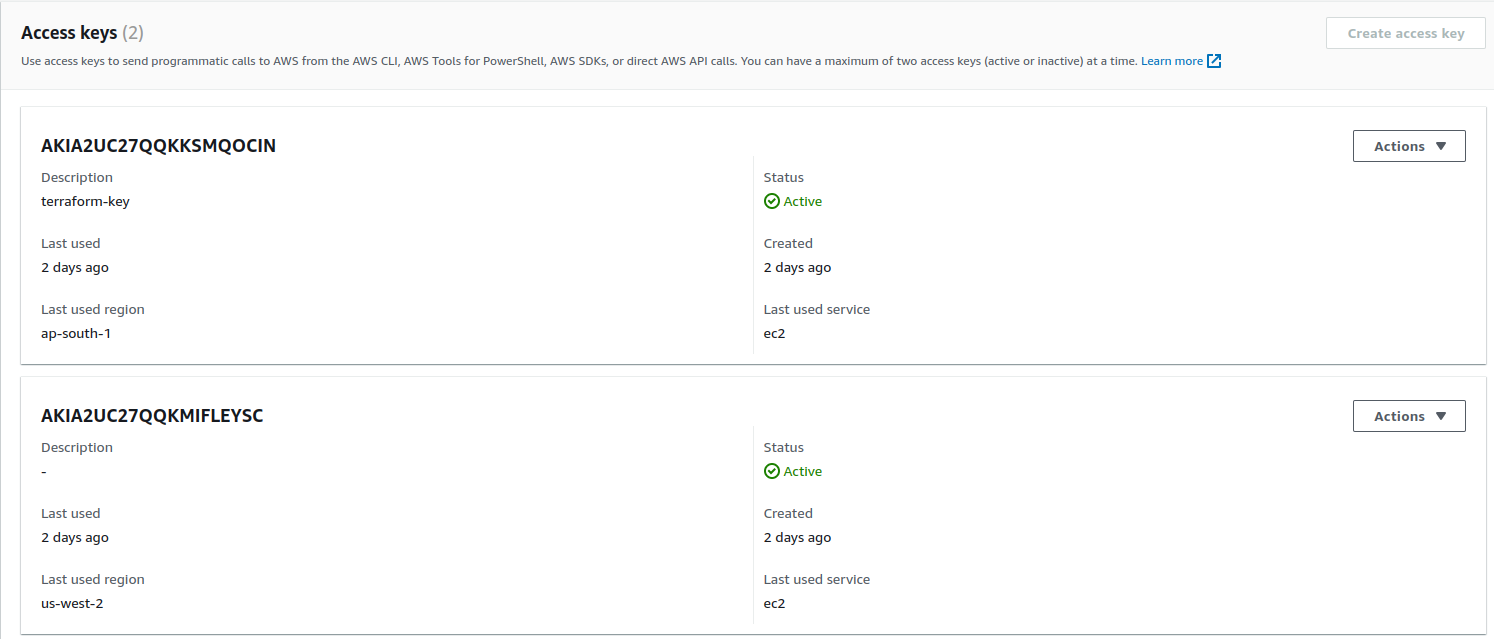 Access keys (2)
Create access key
Use access keys to send programmatic calls to AWS from the AWS CLI, AWS Tools for PowerShell, AWS SDKs, or direct AWS API calls. You can have a maximum of two access keys (active or inactive) at a time. Learn more
AKIA2UC27QQKKSMQOCIN
Actions
Description
terraform-key
Status
Active
Last used
2 days ago
Created
2 days ago
Last used region
ap-south-1
Last used service
ec2
AKIA2UC27QQKMIFLEYSC
Actions
Description
-
Status
Active
Last used
2 days ago
Created
2 days ago
Last used region
us-west-2
Last used service
ec2